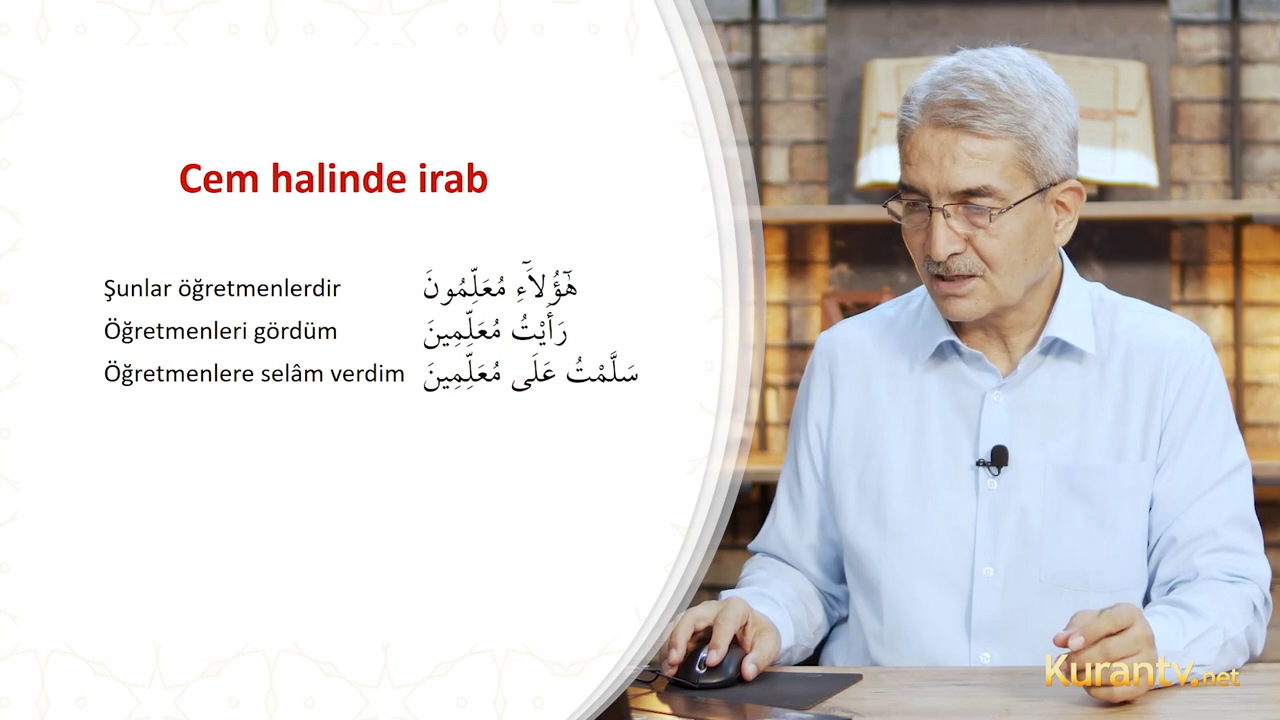 Cem halinde irab
Şunlar öğretmenlerdir هٰٓؤُ۬لَٓاءِ مُعَلِّمُونَ
Öğretmenleri gördüm رَأَيْتُ مُعَلِّمِينَ
Öğretmenlere selâm verdim سَلَّمْتُ عَلَى مُعَلِّمِينَ
Kurantv.net